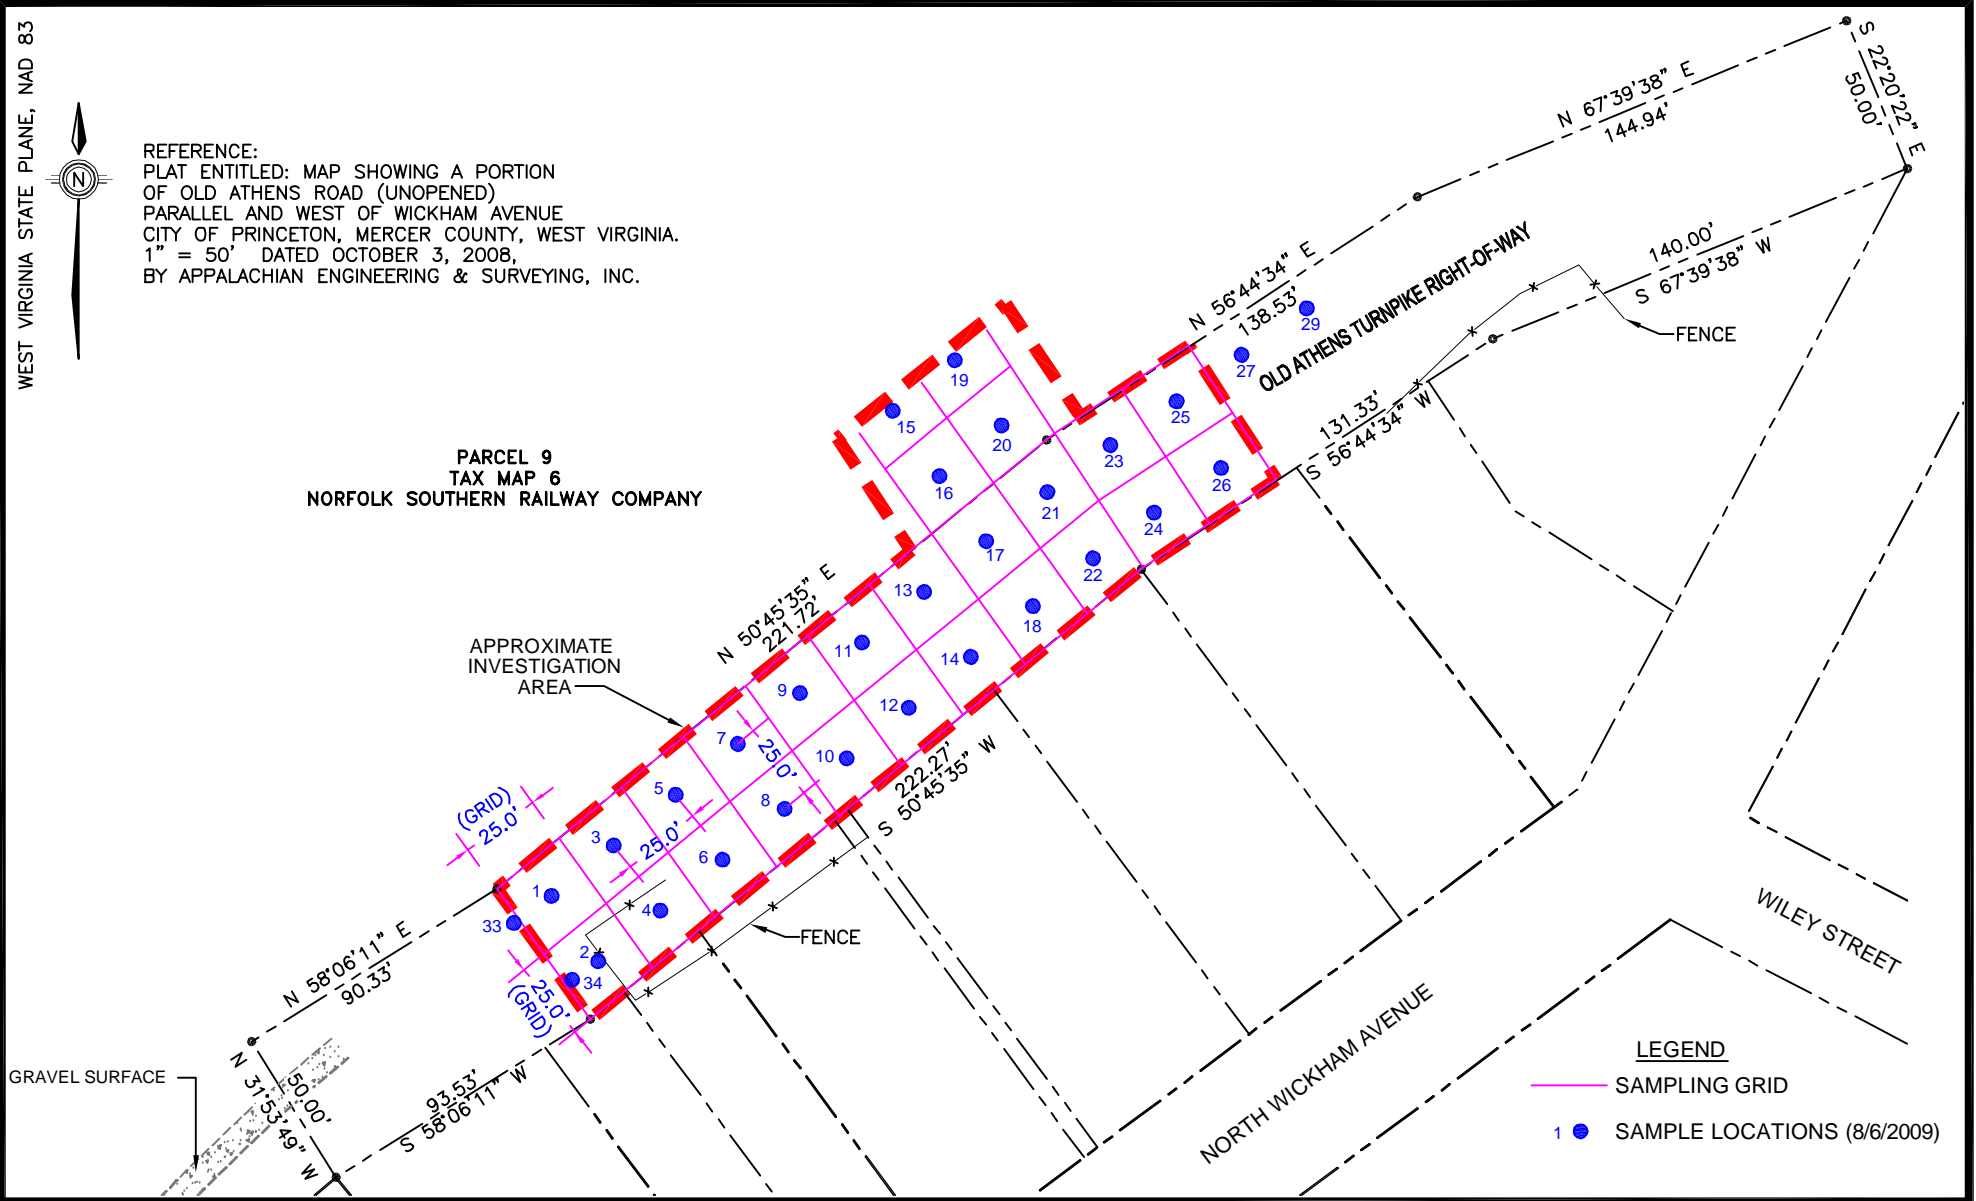 WEST VIRGINIA STATE PLANE, NAD 83
N
REFERENCE:
PLAT ENTITLED: MAP SHOWING A PORTION
OF OLD ATHENS ROAD (UNOPENED)
PARALLEL AND WEST OF WICKHAM AVENUE
CITY OF PRINCETON, MERCER COUNTY, WEST VIRGINIA.
1" = 50' DATED OCTOBER 3, 2008,
BY APPALACHIAN ENGINEERING & SURVEYING, INC.
N 67°39'38" E
144.94'
S 22°20'22" E
50.00'
N 56°44'34" E
138.53'
OLD ATHENS TURNPIKE RIGHT-OF-WAY
140.00'
S 67°39'38" W
FENCE
131.33'
S 56°44'34" W
PARCEL 9
TAX MAP 6
NORFOLK SOUTHERN RAILWAY COMPANY
29
27
19
15
25
20
23
16
26
21
24
17
22
13
18
11
14
9
12
7
10
5
8
3
6
1
4
33
2
34
N 50°45'35" E
221.72'
APPROXIMATE
INVESTIGATION
AREA
25.0'
25.0'
(GRID)
25.0'
222.27'
S 50°45'35" W
FENCE
25.0'
(GRID)
N 58°06'11" E
90.33'
GRAVEL SURFACE
N 31°53'49" W
50.00'
93.53'
S 58°06'11" W
NORTH WICKHAM AVENUE
WILEY STREET
LEGEND
SAMPLING GRID
1 SAMPLE LOCATIONS (8/6/2009)